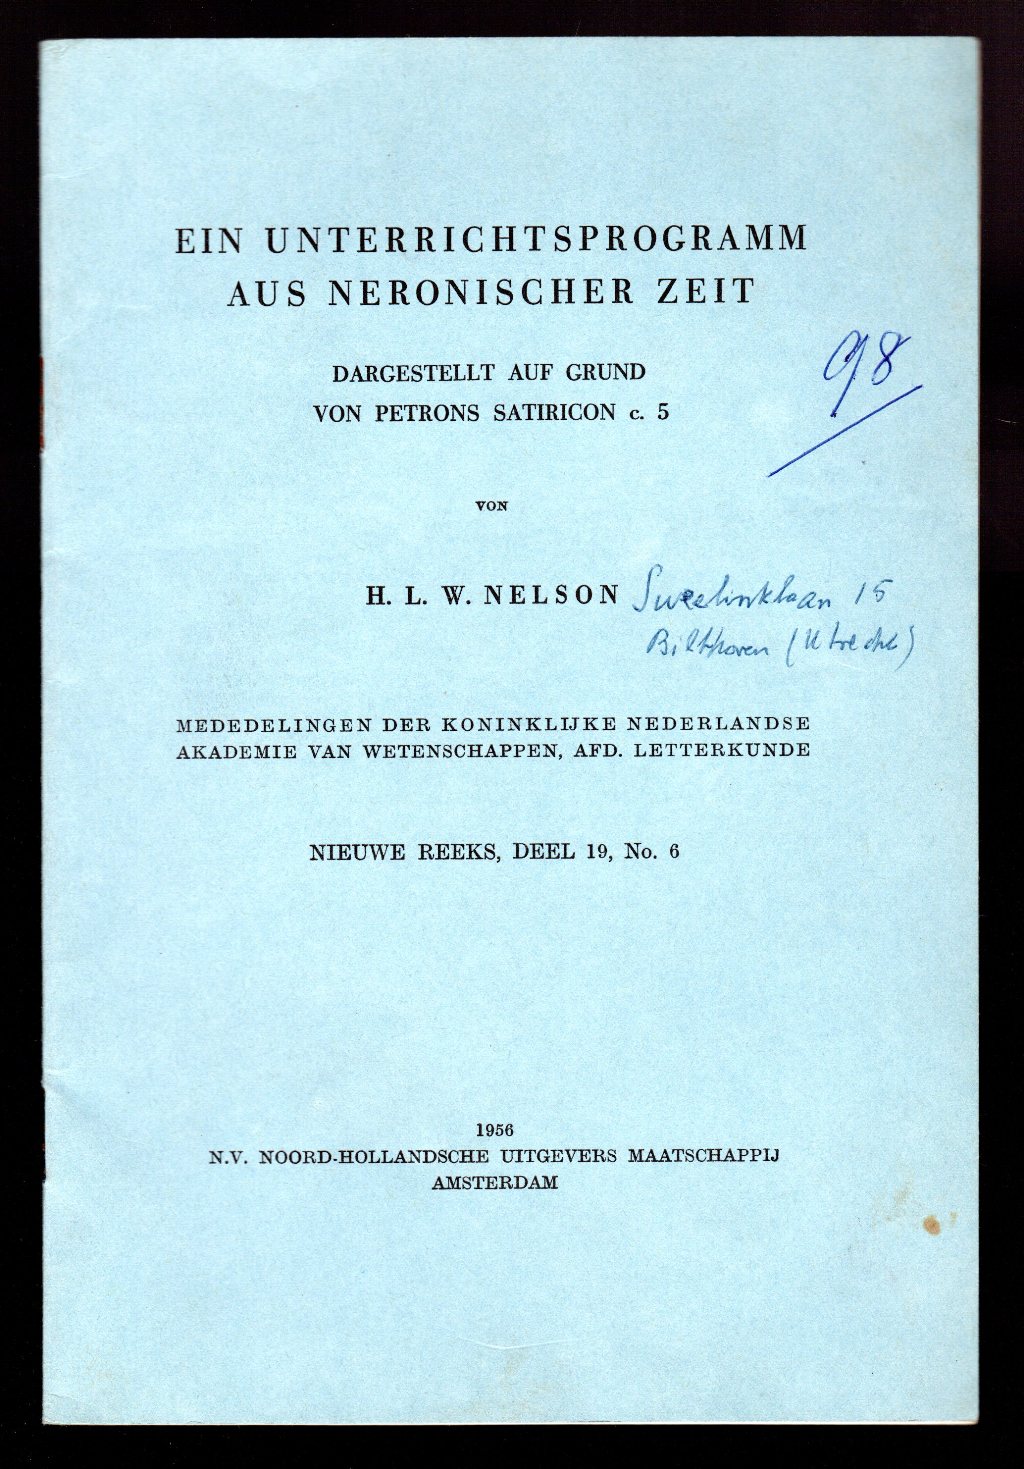 EIN UNTERRICHTSPROGRAMM
AUS NERONISCHER ZEIT
DARGESTELLT AUF GRUND
VON PETRONS SATIRICON c. 5
98
VON
H. L. W. NELSON Sweelinklaan 15
Bilthoven (Utrecht)
MEDEDELINGEN DER KONINKLIJKE NEDERLANDSE
AKADEMIE VAN WETENSCHAPPEN, AFD. LETTERKUNDE
NIEUWE REEKS, DEEL 19, No. 6
1956
N.V. NOORD-HOLLANDSCHE UITGEVERS MAATSCHAPPIJ
AMSTERDAM